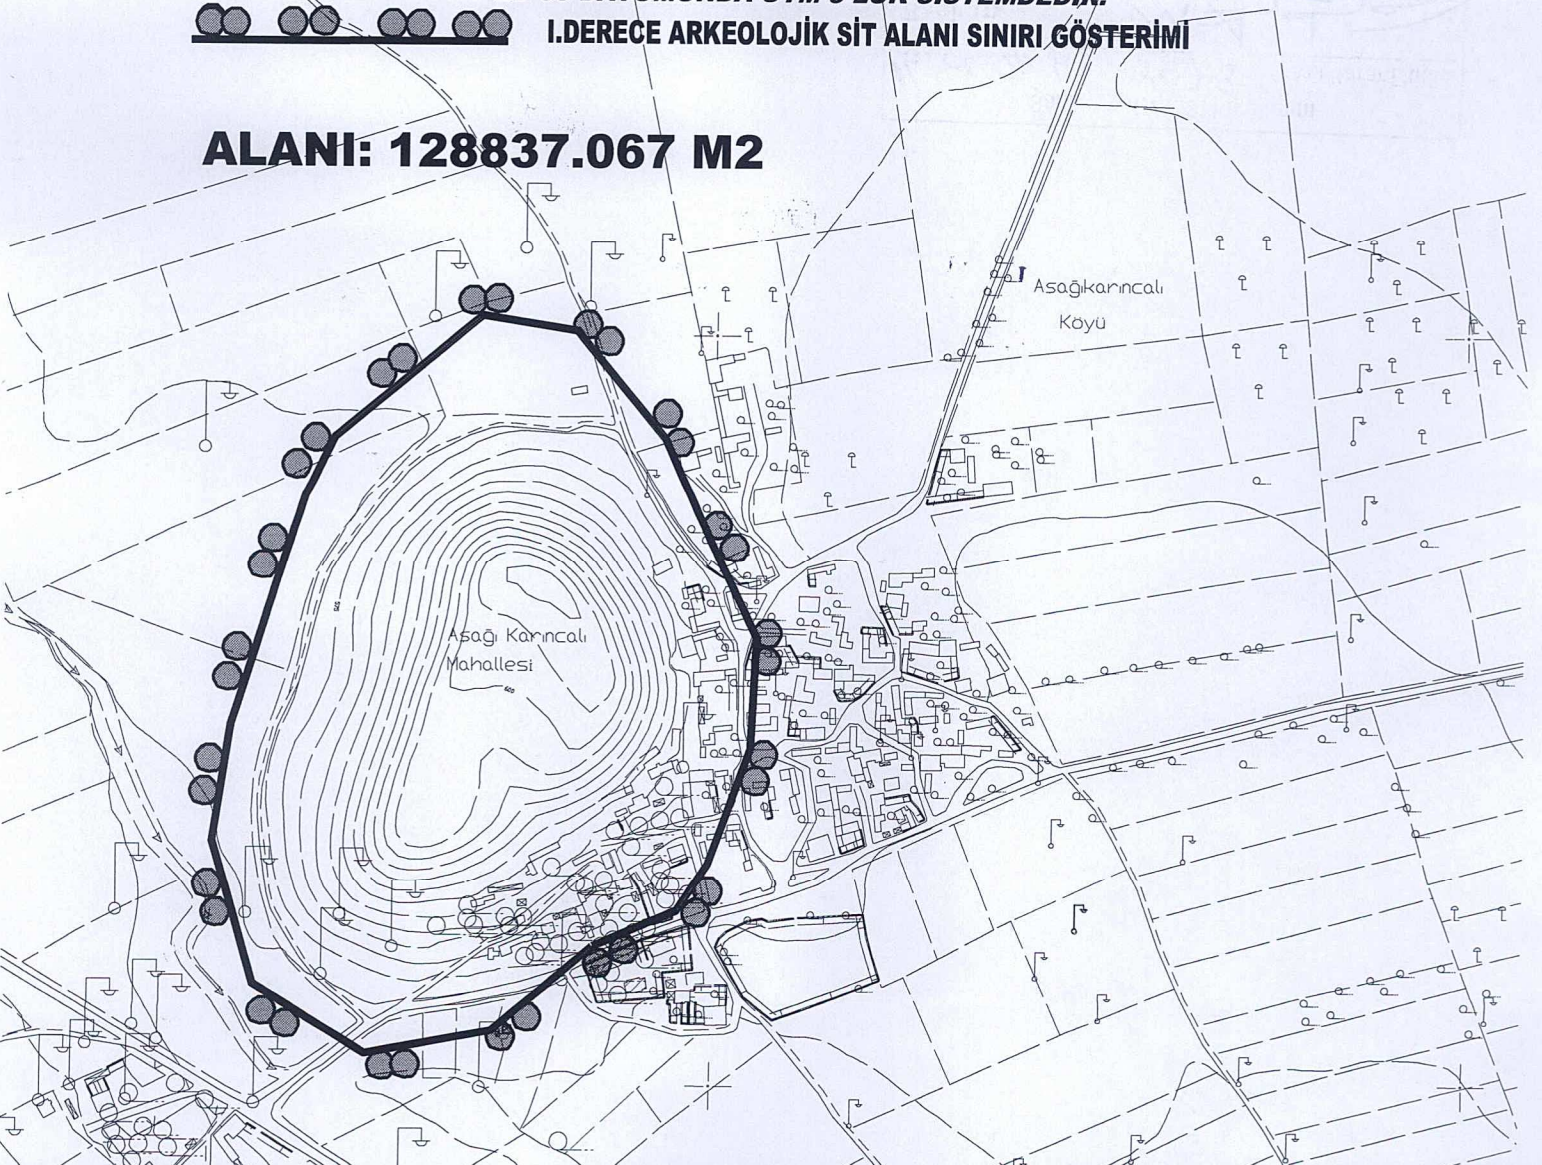 I.DERECE ARKEOLOJİK SİT ALANI SINIRI GÖSTERİMİ
ALANI: 128837.067 M2
Asağıkarıncalı
Köyü
Asağı Karıncalı
Mahallesi